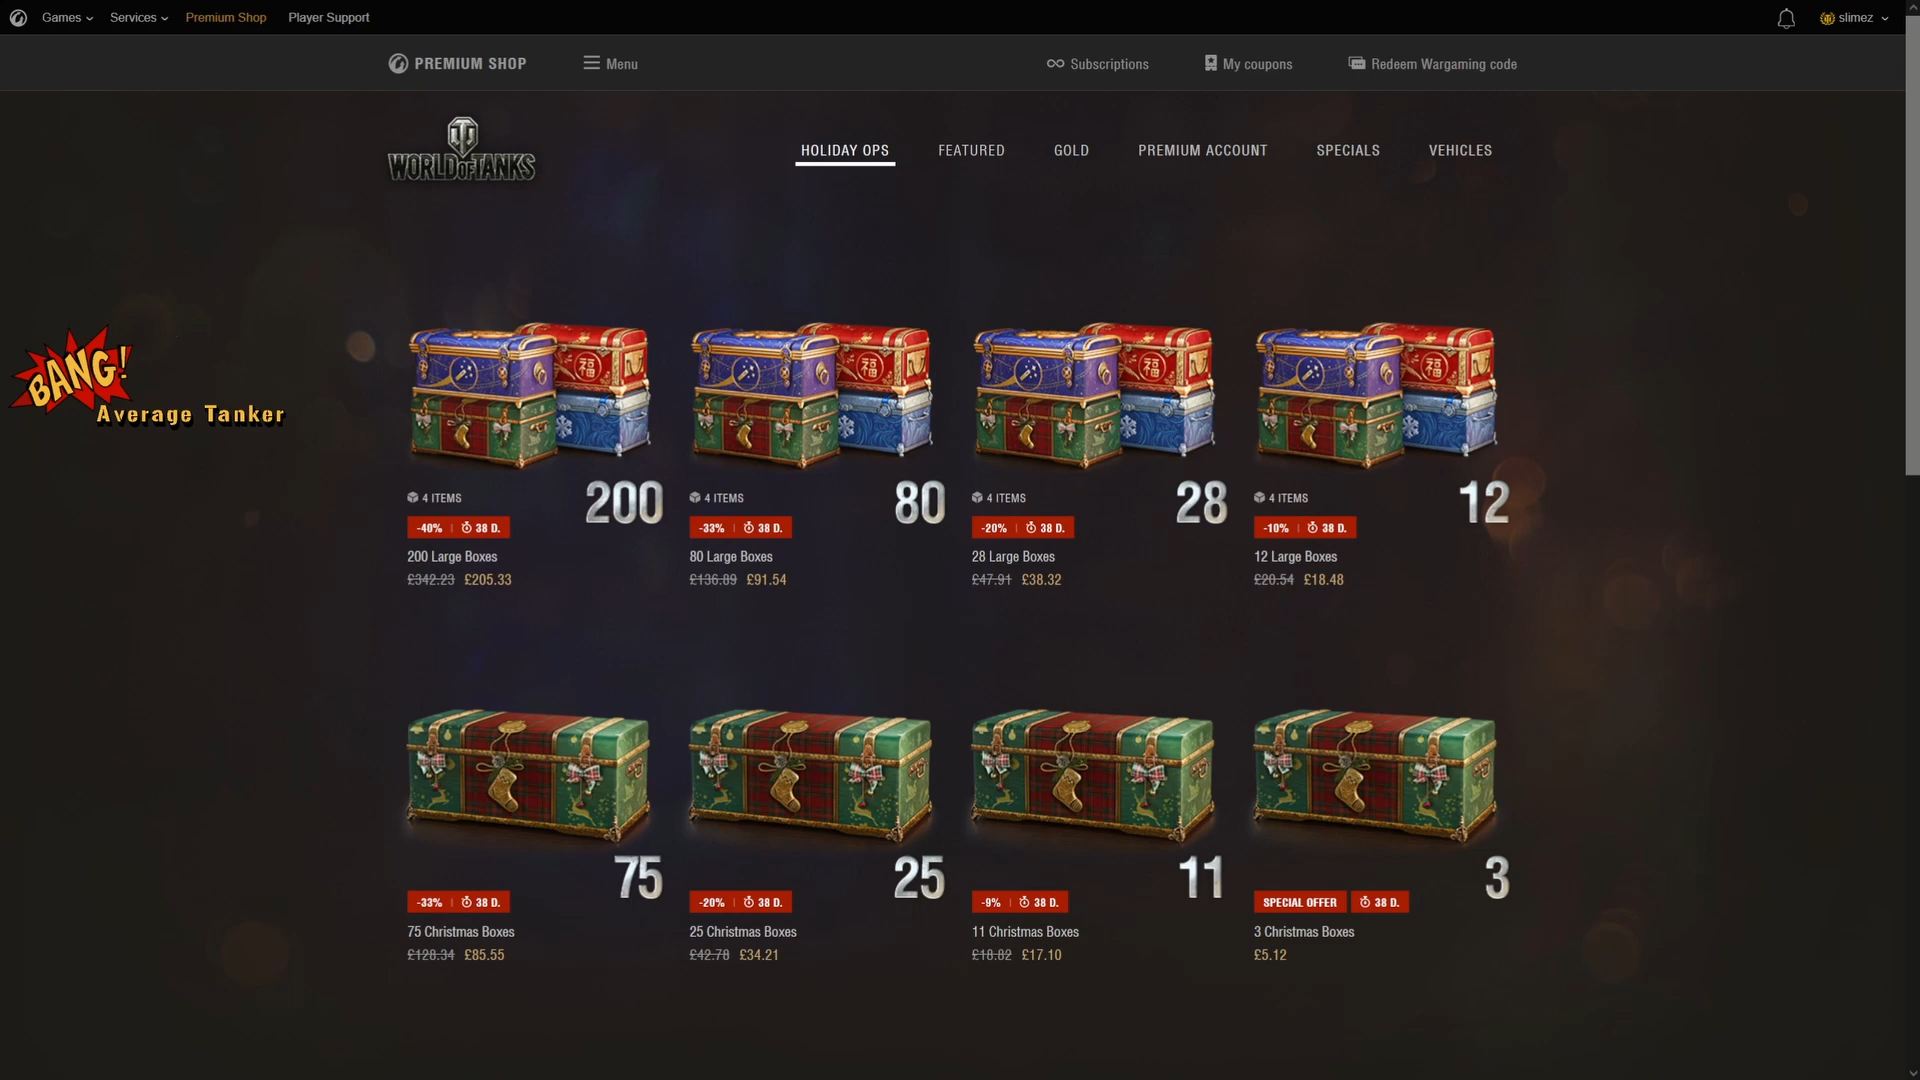 Games Services Premium Shop Player Support slimez
PREMIUM SHOP Menu Subscriptions My coupons Redeem Wargaming code
WORLD OF TANKS
HOLIDAY OPS FEATURED GOLD PREMIUM ACCOUNT SPECIALS VEHICLES
福 福 福 福
BANG!
Average Tanker
4 ITEMS 200 4 ITEMS 80 4 ITEMS 28 4 ITEMS 12
-40% 38 D. -33% 38 D. -20% 38 D. -10% 38 D.
200 Large Boxes 80 Large Boxes 28 Large Boxes 12 Large Boxes
£342.23 £205.33 £136.89 £91.54 £47.91 £38.32 £20.54 £18.48
75 25 11 3
-33% 38 D. -20% 38 D. -9% 38 D. SPECIAL OFFER 38 D.
75 Christmas Boxes 25 Christmas Boxes 11 Christmas Boxes 3 Christmas Boxes
£128.34 £85.55 £42.78 £34.21 £18.82 £17.10 £5.12